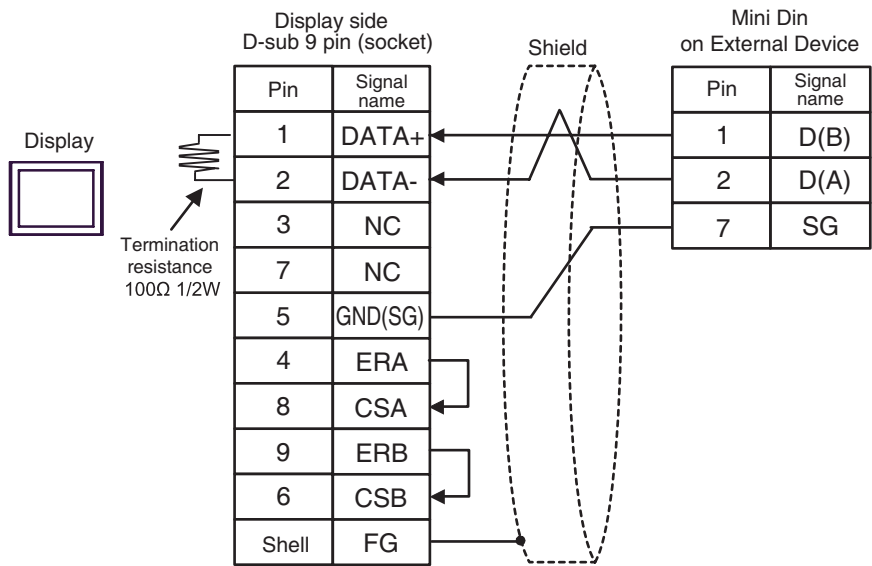 Display side
D-sub 9 pin (socket)
Shield
Mini Din
on External Device
Display
Termination
resistance
100Ω 1/2W
Pin Signal name
1 DATA+
2 DATA-
3 NC
7 NC
5 GND(SG)
4 ERA
8 CSA
9 ERB
6 CSB
Shell FG
Pin Signal name
1 D(B)
2 D(A)
7 SG